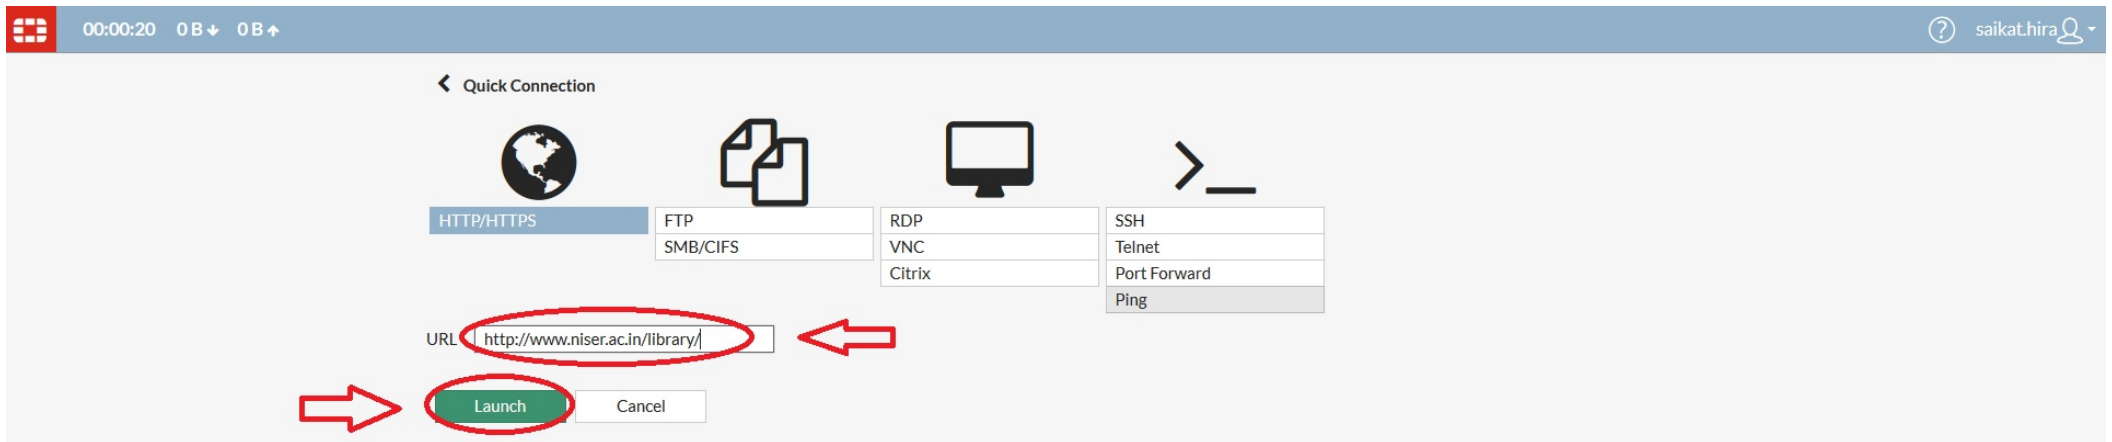 00:00:20 0 B 0 B saikat.hira
Quick Connection
HTTP/HTTPS FTP RDP SSH
SMB/CIFS VNC Telnet
Citrix Port Forward
Ping
URL http://www.niser.ac.in/library/
Launch Cancel